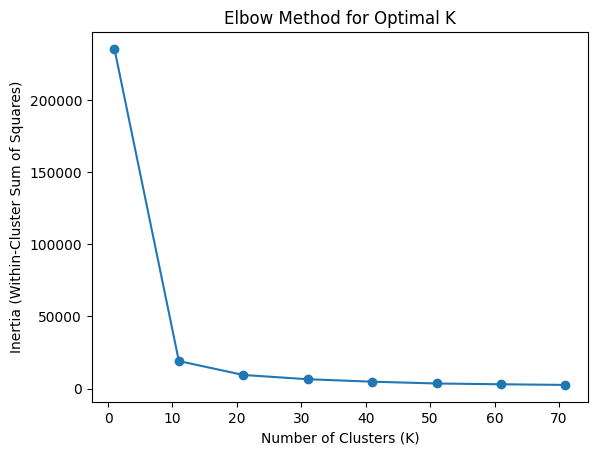 Elbow Method for Optimal K
Inertia (Within-Cluster Sum of Squares)
200000
150000
100000
50000
0
0 10 20 30 40 50 60 70
Number of Clusters (K)